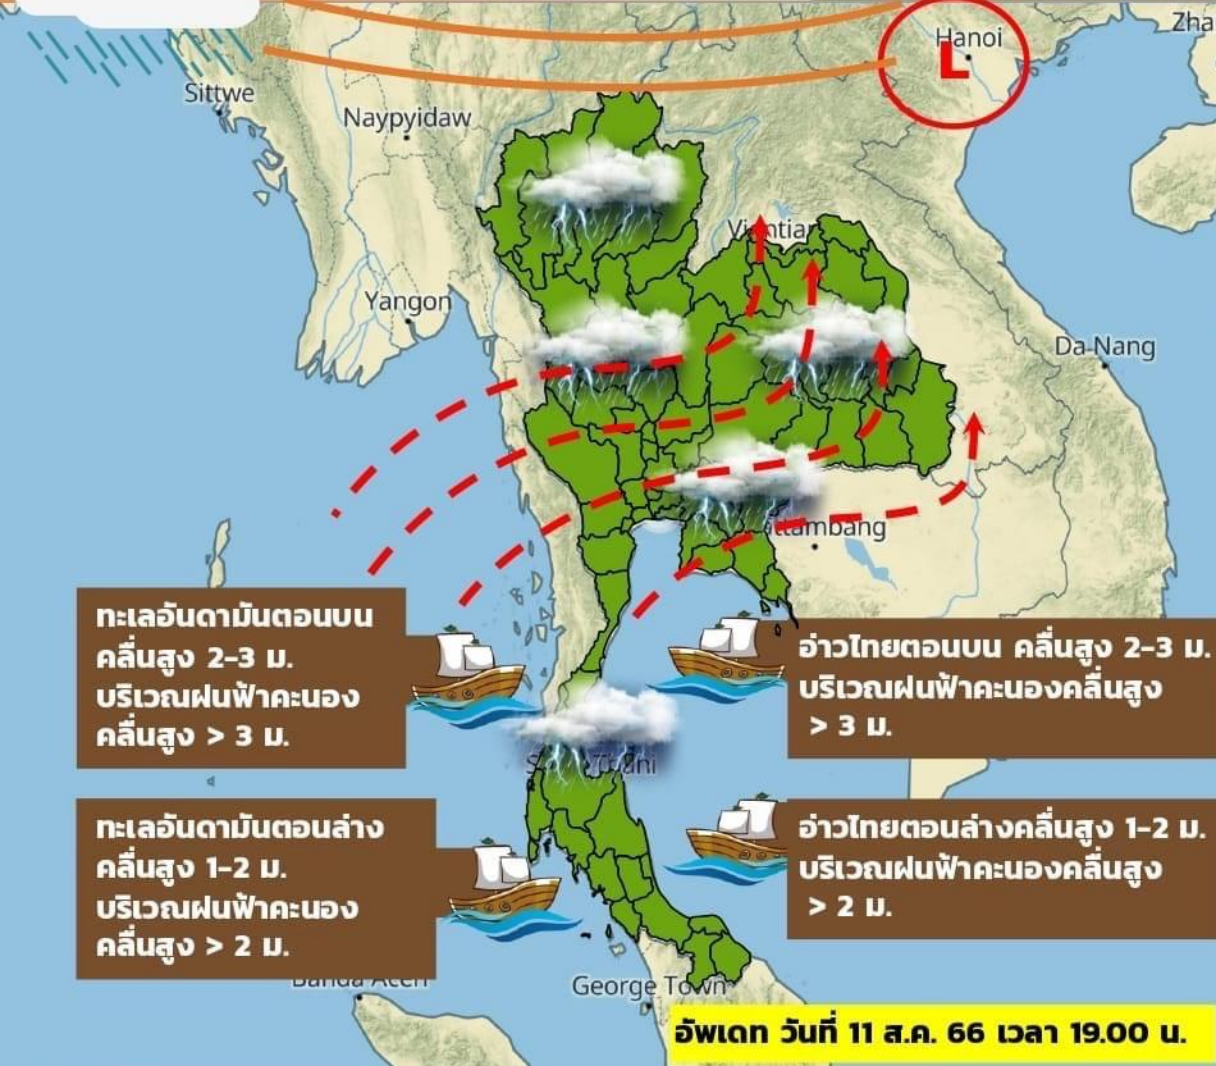 Hanoi
L
Zha
Sittwe
Naypyidaw
Yangon
Da Nang
ทะเลอันดามันตอนบน
คลื่นสูง 2-3 ม.
บริเวณฝนฟ้าคะนอง
คลื่นสูง > 3 ม.
อ่าวไทยตอนบน คลื่นสูง 2-3 ม.
บริเวณฝนฟ้าคะนองคลื่นสูง
> 3 ม.
ทะเลอันดามันตอนล่าง
คลื่นสูง 1-2 ม.
บริเวณฝนฟ้าคะนอง
คลื่นสูง > 2 ม.
อ่าวไทยตอนล่างคลื่นสูง 1-2 ม.
บริเวณฝนฟ้าคะนองคลื่นสูง
> 2 ม.
George Town
อัพเดท วันที่ 11 ส.ค. 66 เวลา 19.00 น.